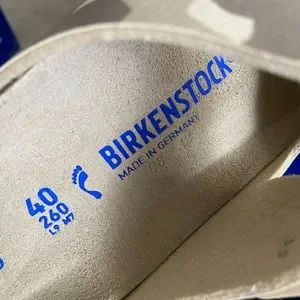 BIRKENSTOCK
MADE IN GERMANY
40
260
L9 M7